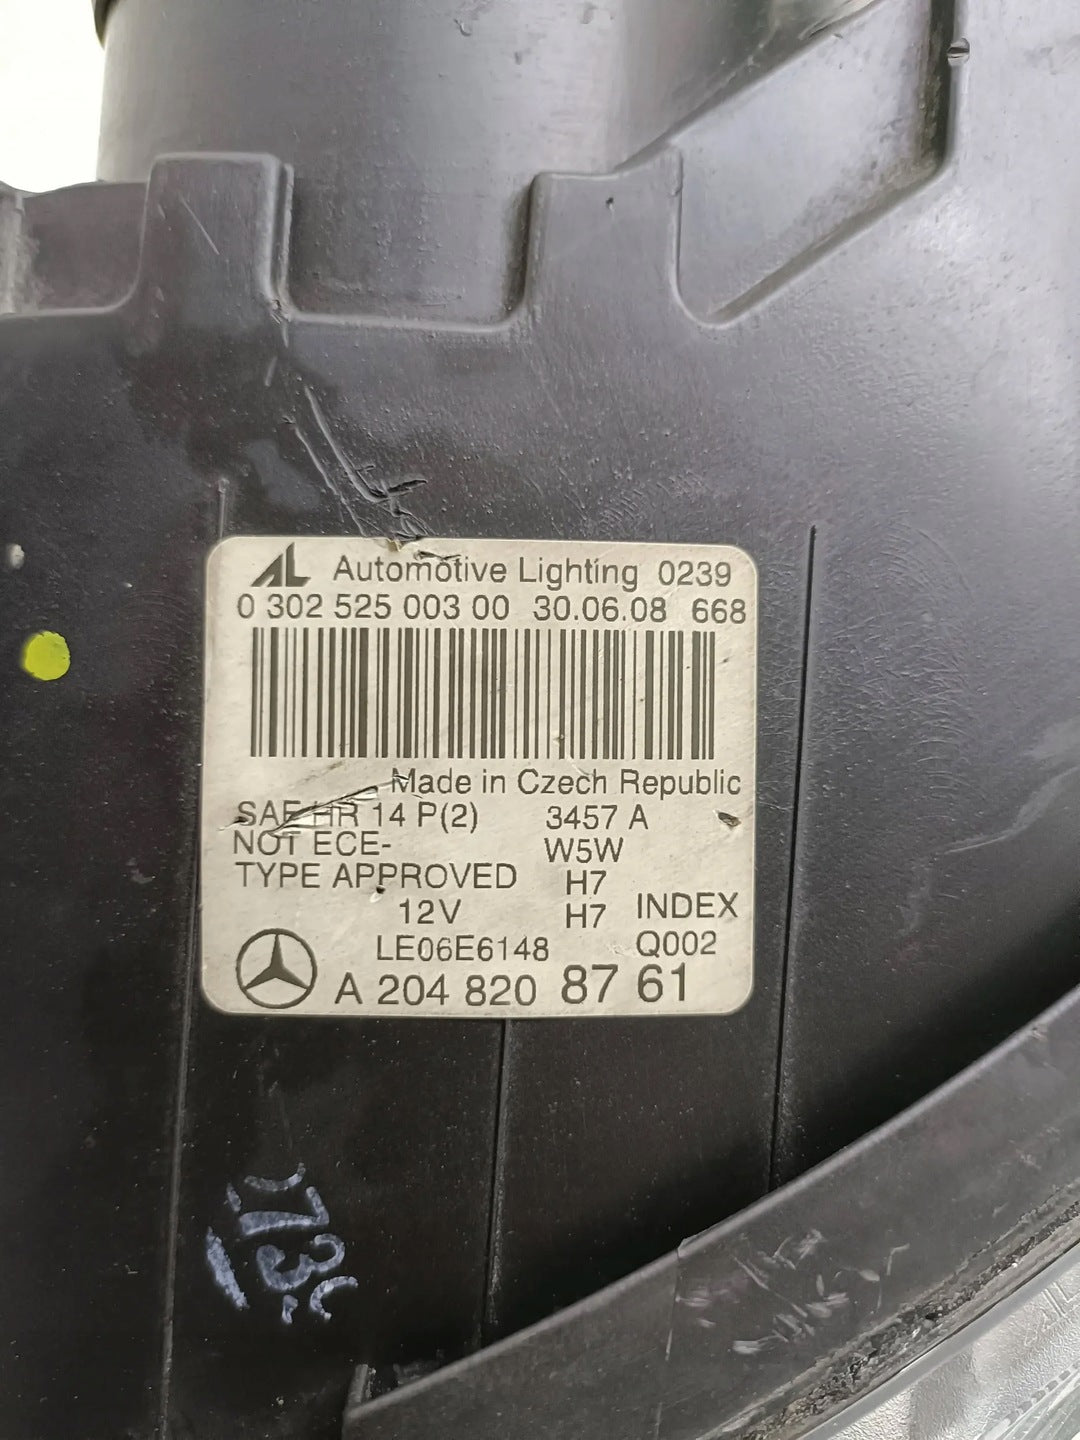 AL Automotive Lighting 0239
0 302 525 003 00 30.06.08 668
Made in Czech Republic
SAE HR 14 P(2) 3457 A
NOT ECE- W5W
TYPE APPROVED H7
12V H7 INDEX
LE06E6148 Q002
A 204 820 87 61